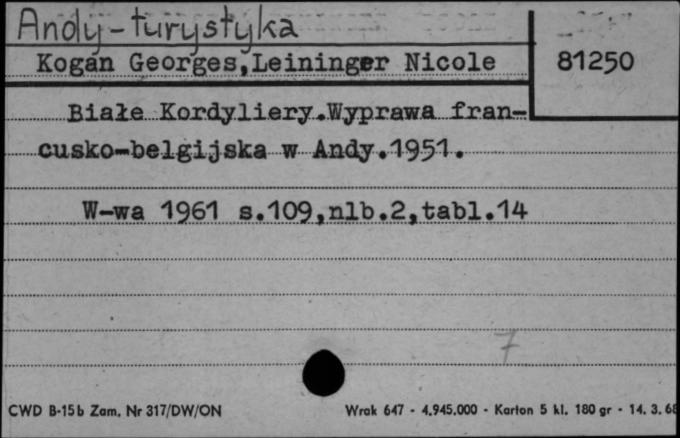 Andy-turystyka
Kogan Georges,Leininger Nicole
81250
Białe Kordyliery.Wyprawa fran-
cusko-belgijska w Andy.1951.
W-wa 1961 s.109,nlb.2,tabl.14
7
CWD B-15b Zam. Nr 317/DW/ON
Wrak 647 - 4.945.000 - Karton 5 kl. 180 gr - 14. 3. 68